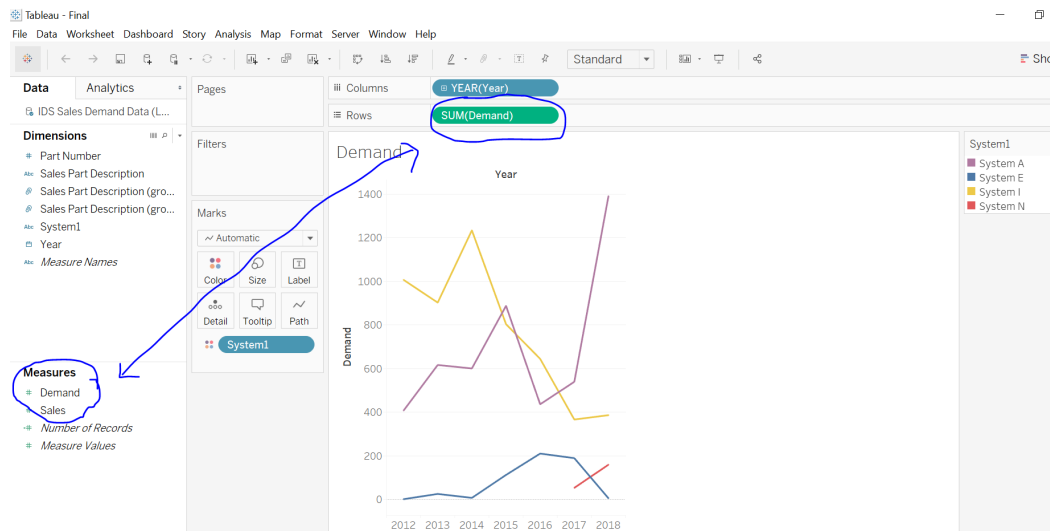 Tableau - Final
File Data Worksheet Dashboard Story Analysis Map Format Server Window Help
Standard
Sho
Data Analytics
IDS Sales Demand Data (L...
Dimensions
# Part Number
Abc Sales Part Description
Sales Part Description (gro...
Sales Part Description (gro...
Abc System1
Year
Abc Measure Names
Measures
# Demand
# Sales
=# Number of Records
# Measure Values
Pages
Filters
Marks
Automatic
Color Size Label
Detail Tooltip Path
System1
Columns YEAR(Year)
Rows SUM(Demand)
Demand
Year
1400
1200
1000
800
600
400
200
0
Demand
2012 2013 2014 2015 2016 2017 2018
System1
System A
System E
System I
System N